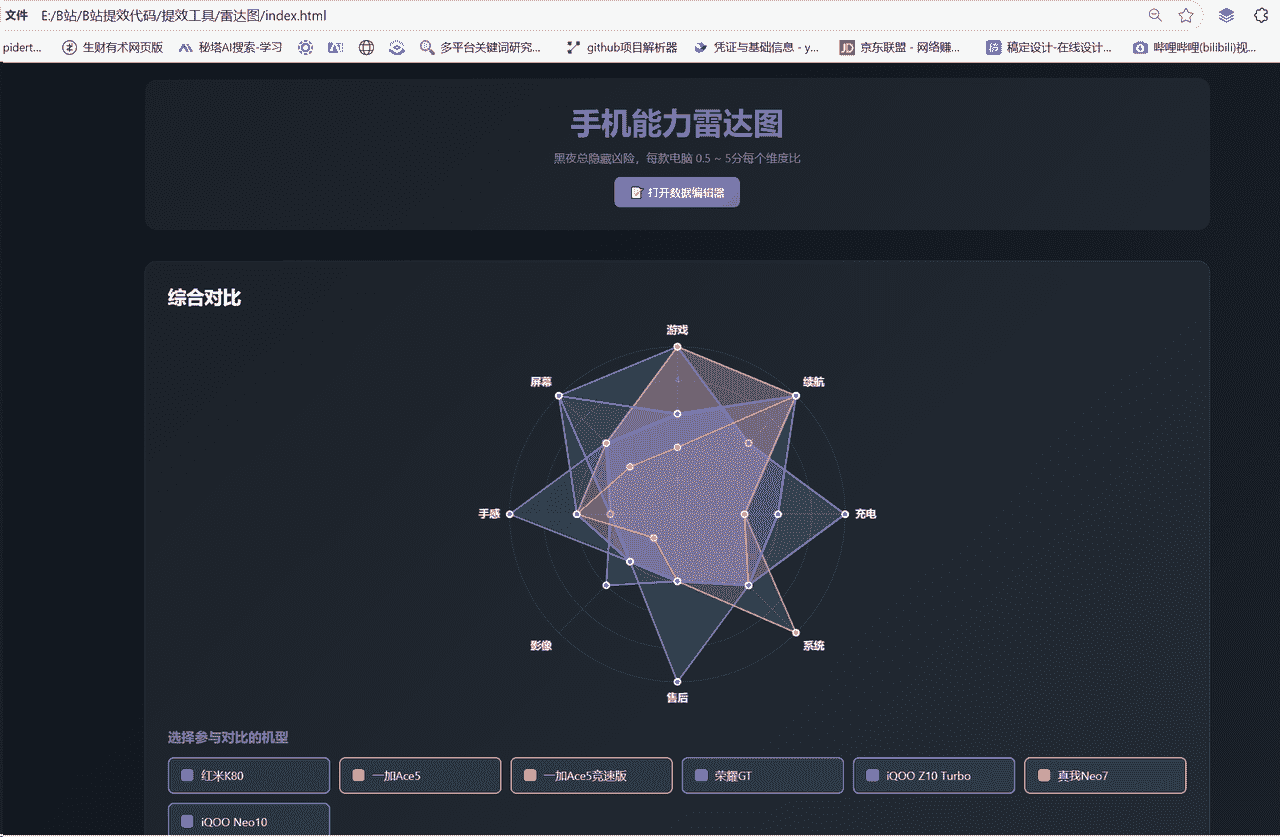 文件 E:/B站/B站提效代码/提效工具/雷达图/index.html
pidert... 生财有术网页版 秘塔AI搜索-学习 多平台关键词研究... github项目解析器 凭证与基础信息 - y... 京东联盟 - 网络赚... 稿定设计-在线设计... 哔哩哔哩(bilibili)视...
手机能力雷达图
黑夜总隐藏凶险，每款电脑 0.5 ~ 5分每个维度比
打开数据编辑器
综合对比
游戏
屏幕
续航
4
手感
充电
影像
系统
售后
选择参与对比的机型
红米K80 一加Ace5 一加Ace5竞速版 荣耀GT iQOO Z10 Turbo 真我Neo7
iQOO Neo10